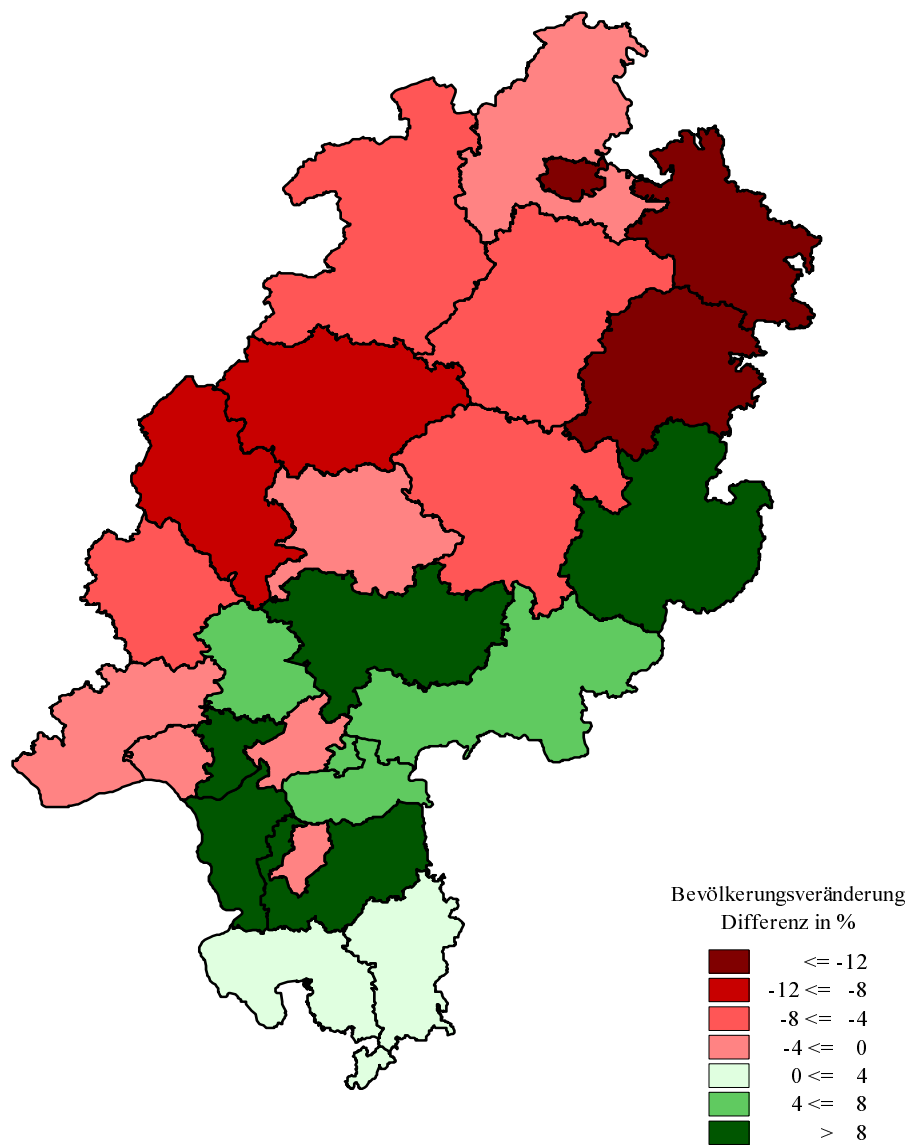 Bevölkerungsveränderung
Differenz in %
<= -12
-12 <= -8
-8 <= -4
-4 <= 0
0 <= 4
4 <= 8
> 8